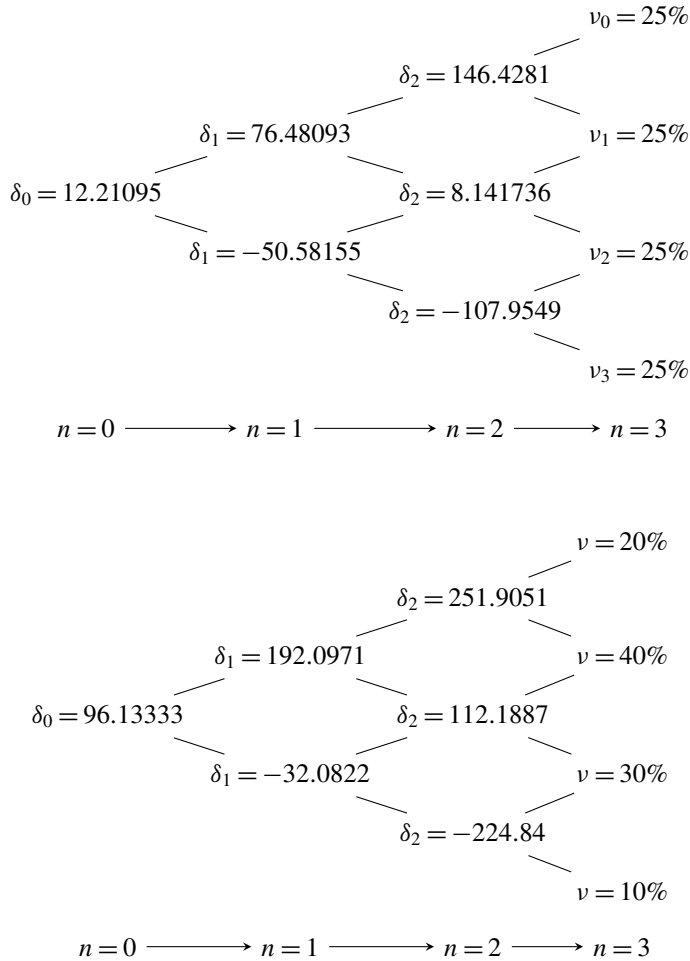 ν₀ = 25%
δ₂ = 146.4281
δ₁ = 76.48093 ν₁ = 25%
δ₀ = 12.21095 δ₂ = 8.141736
δ₁ = −50.58155 ν₂ = 25%
δ₂ = −107.9549
ν₃ = 25%
n = 0 ⟶ n = 1 ⟶ n = 2 ⟶ n = 3
ν = 20%
δ₂ = 251.9051
δ₁ = 192.0971 ν = 40%
δ₀ = 96.13333 δ₂ = 112.1887
δ₁ = −32.0822 ν = 30%
δ₂ = −224.84
ν = 10%
n = 0 ⟶ n = 1 ⟶ n = 2 ⟶ n = 3